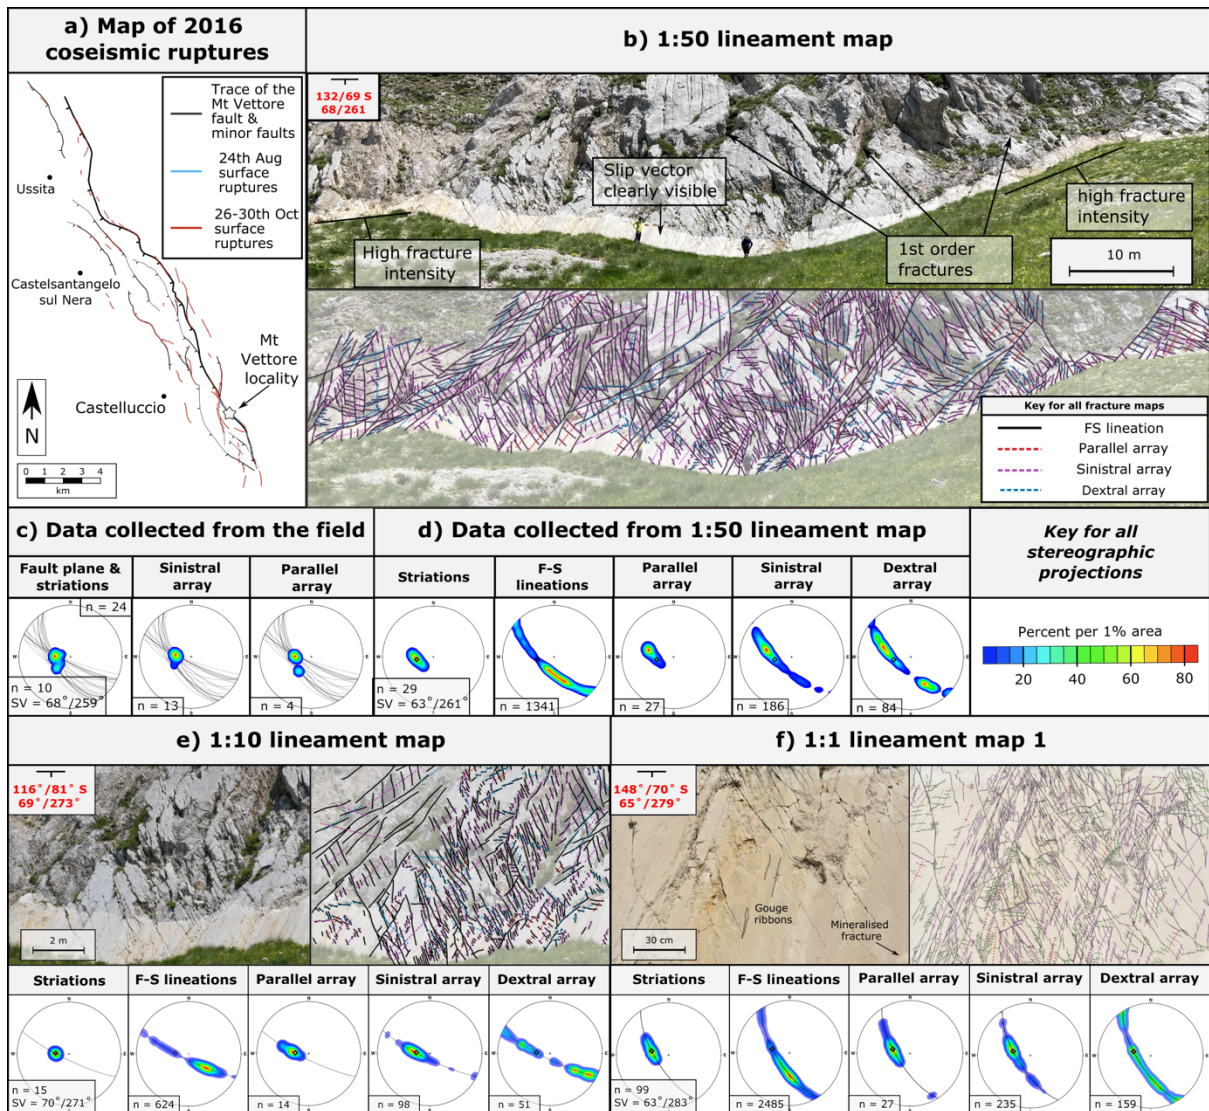 a) Map of 2016
coseismic ruptures
Trace of the
Mt Vettore
fault &
minor faults
24th Aug
surface
ruptures
26-30th Oct
surface
ruptures
Ussita
Castelsantangelo
sul Nera
Mt
Vettore
locality
Castelluccio
N
0 1 2 3 4
km
b) 1:50 lineament map
132/69 S
68/261
Slip vector
clearly visible
High fracture
intensity
1st order
fractures
high fracture
intensity
10 m
Key for all fracture maps
FS lineation
Parallel array
Sinistral array
Dextral array
c) Data collected from the field
Fault plane &
striations
Sinistral
array
Parallel
array
N
n = 24
W
E
n = 10
SV = 68°/259°
N
W
E
n = 13
N
W
E
n = 4
d) Data collected from 1:50 lineament map
Striations
F-S
lineations
Parallel
array
Sinistral
array
Dextral
array
N
W
E
n = 29
SV = 63°/261°
N
W
E
n = 1341
N
W
E
n = 27
N
W
E
n = 186
N
W
E
n = 84
Key for all
stereographic
projections
Percent per 1% area
20 40 60 80
e) 1:10 lineament map
116°/81° S
69°/273°
2 m
Striations
F-S lineations
Parallel array
Sinistral array
Dextral array
N
W
E
n = 15
SV = 70°/271°
N
W
E
n = 624
N
W
E
n = 14
N
W
E
n = 98
N
W
E
n = 51
f) 1:1 lineament map 1
148°/70° S
65°/279°
Gouge
ribbons
Mineralised
fracture
30 cm
Striations
F-S lineations
Parallel array
Sinistral array
Dextral array
N
W
E
n = 99
SV = 63°/283°
N
W
E
n = 2485
N
W
E
n = 27
N
W
E
n = 235
N
W
E
n = 159